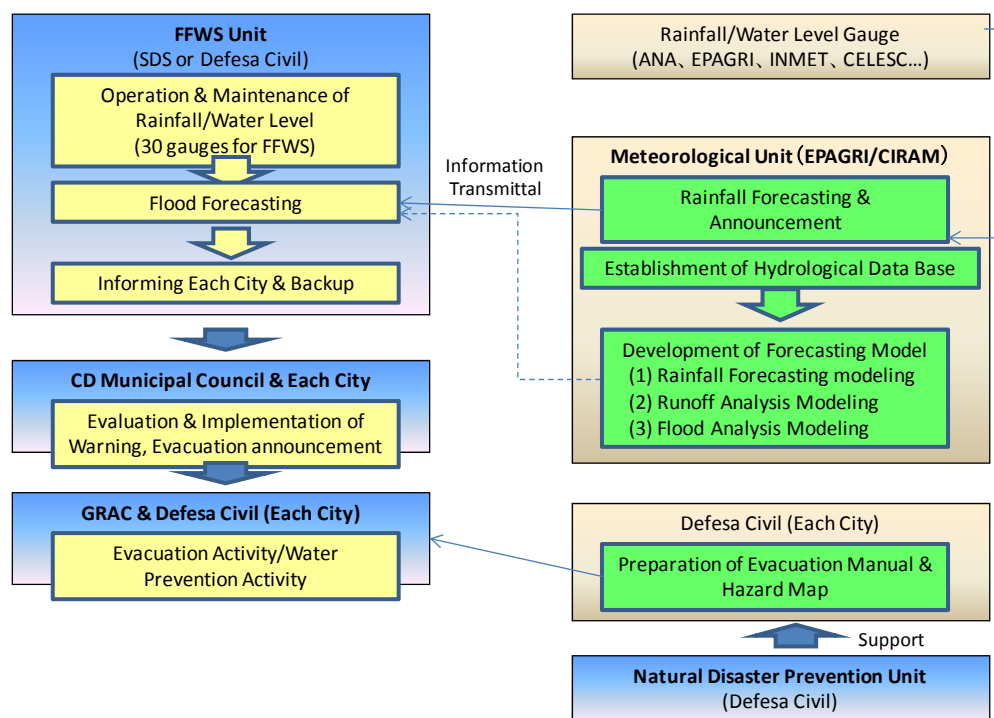 FFWS Unit
(SDS or Defesa Civil)
Operation & Maintenance of
Rainfall/Water Level
(30 gauges for FFWS)
Flood Forecasting
Informing Each City & Backup
CD Municipal Council & Each City
Evaluation & Implementation of
Warning, Evacuation announcement
GRAC & Defesa Civil (Each City)
Evacuation Activity/Water
Prevention Activity
Information
Transmittal
Rainfall/Water Level Gauge
(ANA、EPAGRI、INMET、CELESC…)
Meteorological Unit（EPAGRI/CIRAM）
Rainfall Forecasting &
Announcement
Establishment of Hydrological Data Base
Development of Forecasting Model
(1) Rainfall Forecasting modeling
(2) Runoff Analysis Modeling
(3) Flood Analysis Modeling
Defesa Civil (Each City)
Preparation of Evacuation Manual &
Hazard Map
Support
Natural Disaster Prevention Unit
(Defesa Civil)